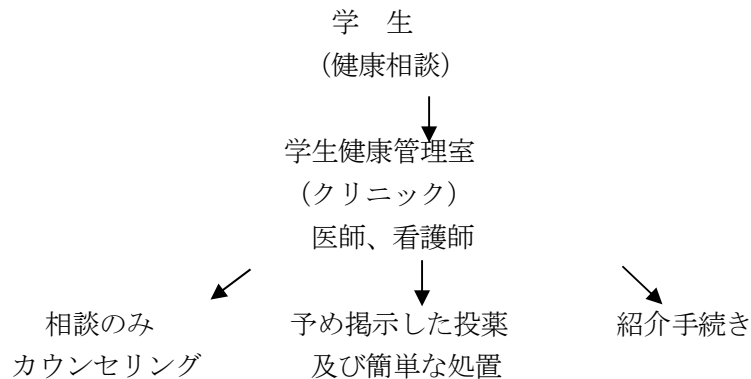 学　生
（健康相談）
学生健康管理室
（クリニック）
医師、看護師
相談のみ
カウンセリング
予め掲示した投薬
及び簡単な処置
紹介手続き